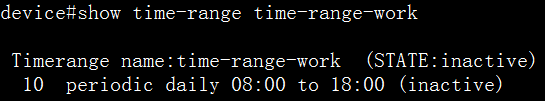 device#show time-range time-range-work
Timerange name:time-range-work  (STATE:inactive)
10  periodic daily 08:00 to 18:00 (inactive)